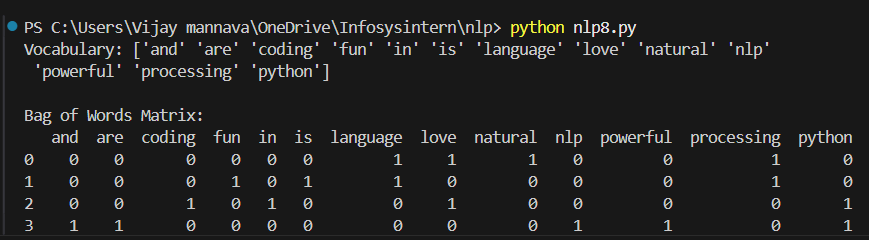 PS C:\Users\Vijay mannava\OneDrive\Infosysintern\nlp> python nlp8.py
Vocabulary: ['and' 'are' 'coding' 'fun' 'in' 'is' 'language' 'love' 'natural' 'nlp'
 'powerful' 'processing' 'python']

Bag of Words Matrix:
   and  are  coding  fun  in  is  language  love  natural  nlp  powerful  processing  python
0    0    0       0    0   0   0         1     1        1    0         0           1       0
1    0    0       0    1   0   1         1     0        0    0         0           1       0
2    0    0       1    0   1   0         0     1        0    0         0           0       1
3    1    1       0    0   0   0         0     0        0    1         1           0       1